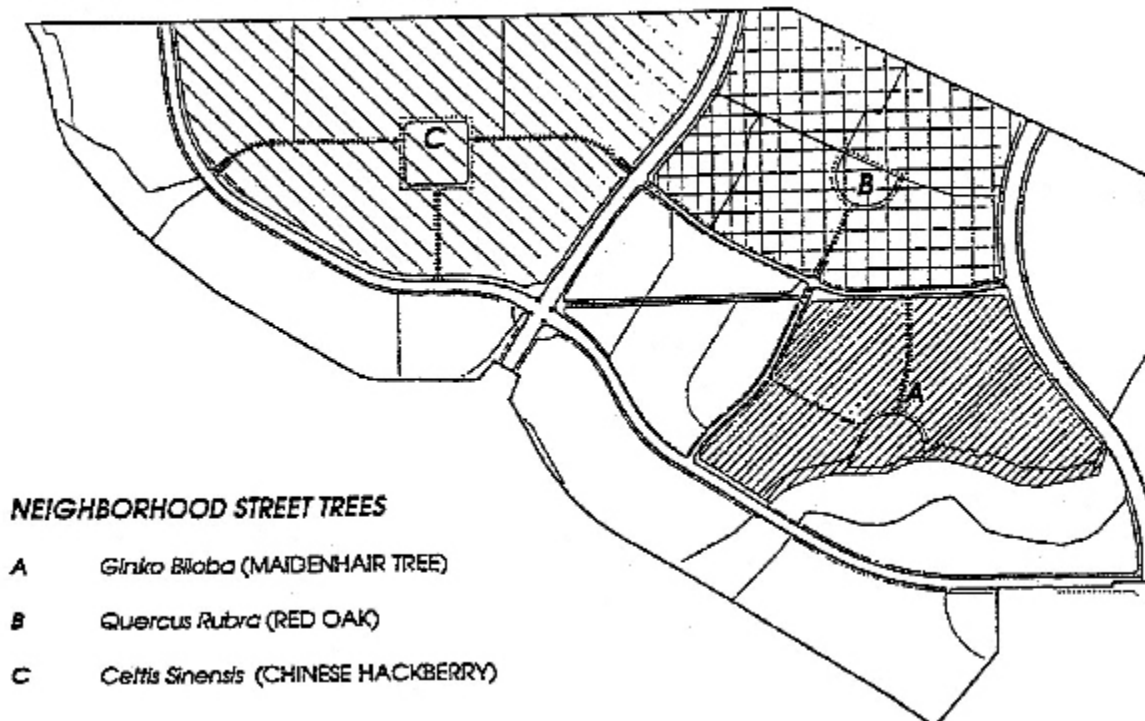 C
B
A
NEIGHBORHOOD STREET TREES
A Ginko Biloba (MAIDENHAIR TREE)
B Quercus Rubra (RED OAK)
C Celtis Sinensis (CHINESE HACKBERRY)